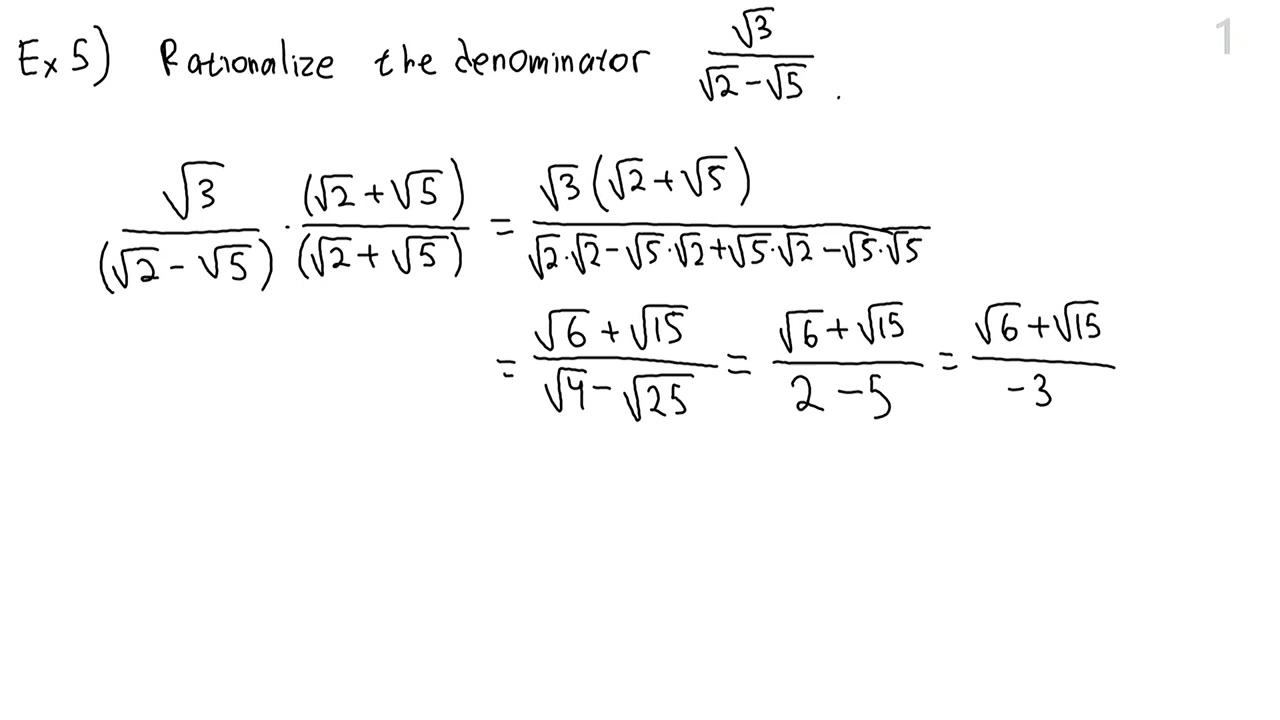 Ex 5) Rationalize the denominator √3 / (√2 − √5) .
1
√3 / (√2 − √5) · (√2 + √5) / (√2 + √5) = √3 (√2 + √5) / (√2·√2 − √5·√2 + √5·√2 − √5·√5)
= (√6 + √15) / (√4 − √25) = (√6 + √15) / (2 − 5) = (√6 + √15) / −3